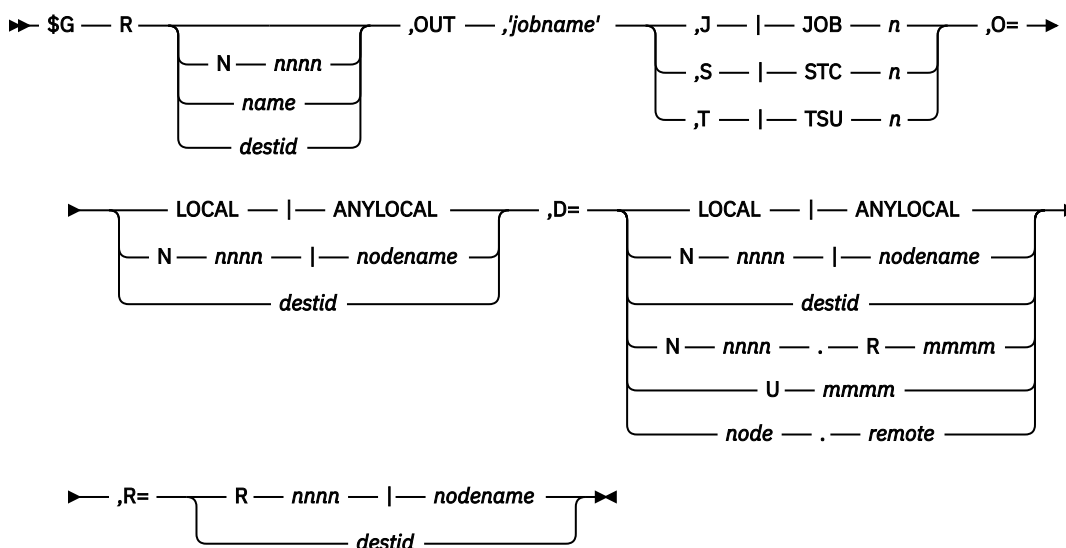 $G R ,OUT ,'jobname' ,J | JOB n ,O=
N nnnn ,S | STC n
name ,T | TSU n
destid
LOCAL | ANYLOCAL ,D= LOCAL | ANYLOCAL
N nnnn | nodename N nnnn | nodename
destid destid
N nnnn . R mmmm
U mmmm
node . remote
,R= R nnnn | nodename
destid